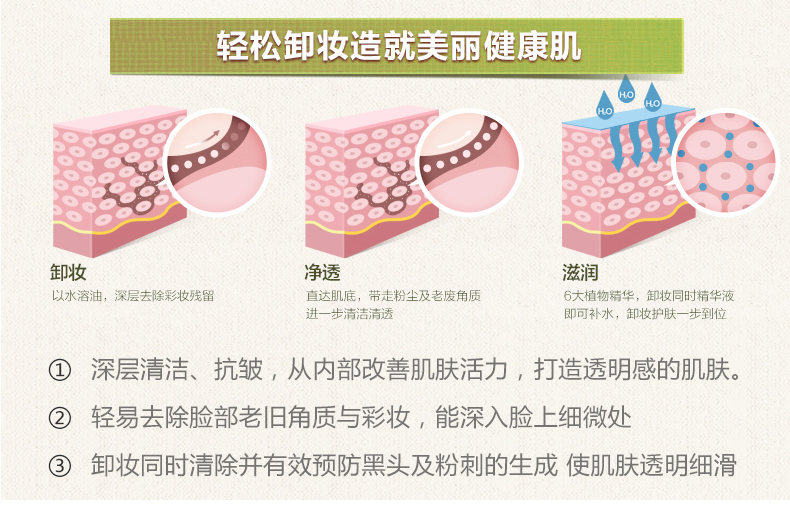 轻松卸妆造就美丽健康肌
H₂O
H₂O
H₂O
卸妆
以水溶油，深层去除彩妆残留
净透
直达肌底，带走粉尘及老废角质
进一步清洁清透
滋润
6大植物精华，卸妆同时精华液
即可补水，卸妆护肤一步到位
① 深层清洁、抗皱，从内部改善肌肤活力，打造透明感的肌肤。
② 轻易去除脸部老旧角质与彩妆，能深入脸上细微处
③ 卸妆同时清除并有效预防黑头及粉刺的生成 使肌肤透明细滑